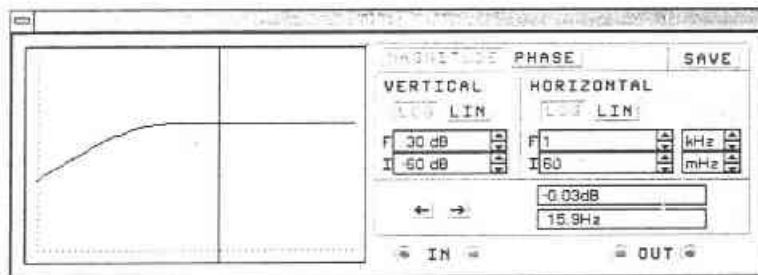 MAGNITUDE PHASE SAVE
VERTICAL HORIZONTAL
LOG LIN LOG LIN
F 30 dB F 1 kHz
I -60 dB I 60 mHz
← → -0.03dB
15.9Hz
IN OUT